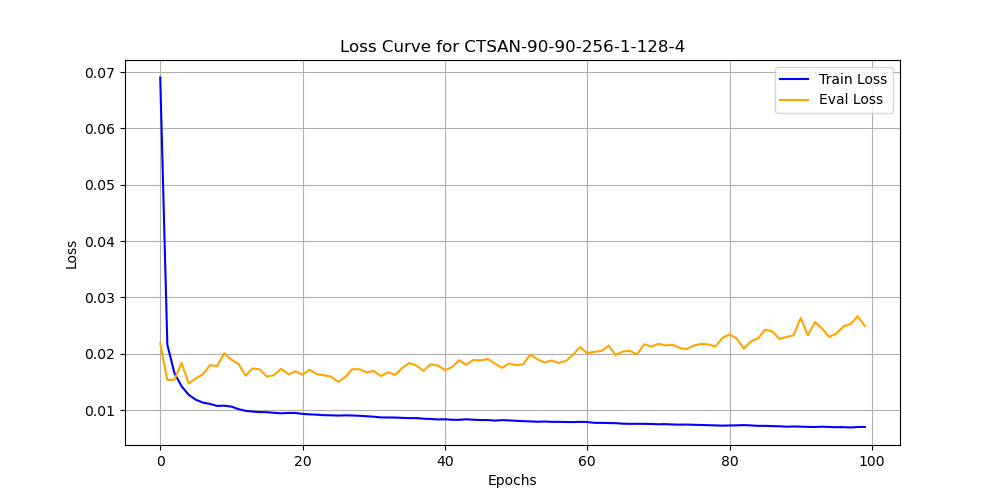 Loss Curve for CTSAN-90-90-256-1-128-4
Train Loss
Eval Loss
0.07
0.06
0.05
0.04
0.03
0.02
0.01
Loss
0
20
40
60
80
100
Epochs